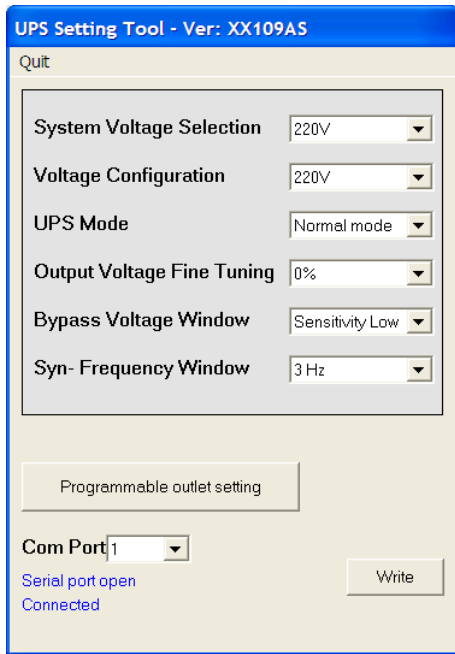 UPS Setting Tool - Ver: XX109AS
Quit
System Voltage Selection 220V
Voltage Configuration 220V
UPS Mode Normal mode
Output Voltage Fine Tuning 0%
Bypass Voltage Window Sensitivity Low
Syn- Frequency Window 3 Hz
Programmable outlet setting
Com Port 1
Serial port open
Write
Connected